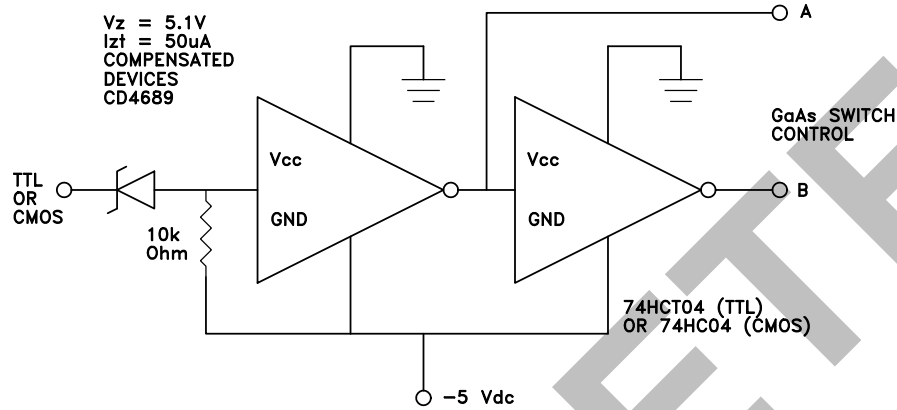 Vz = 5.1V
Izt = 50uA
COMPENSATED
DEVICES
CD4689
A
GaAs SWITCH
CONTROL
Vcc
Vcc
TTL
OR
CMOS
B
GND
GND
10k
Ohm
74HCT04 (TTL)
OR 74HC04 (CMOS)
-5 Vdc